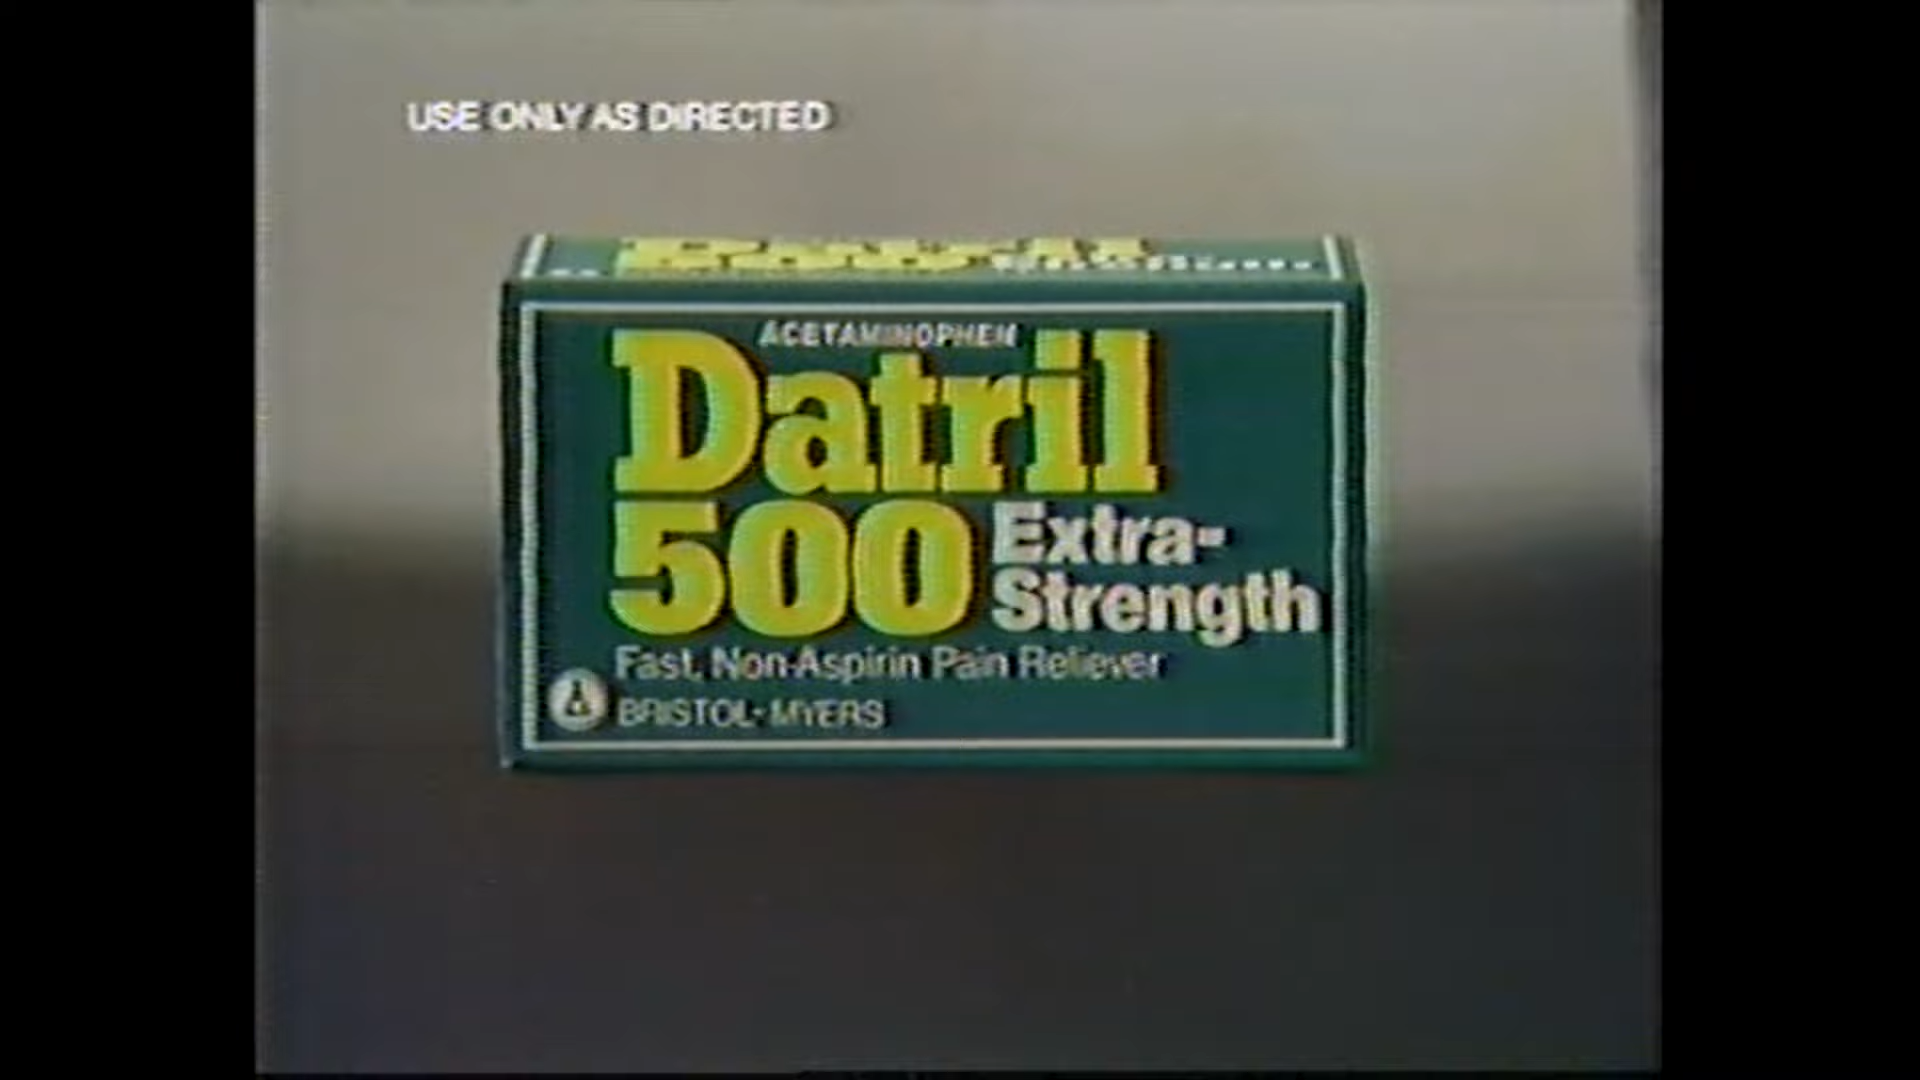 USE ONLY AS DIRECTED
ACETAMINOPHEN
Datril
500 Extra-
Strength
Fast, Non-Aspirin Pain Reliever
BRISTOL-MYERS